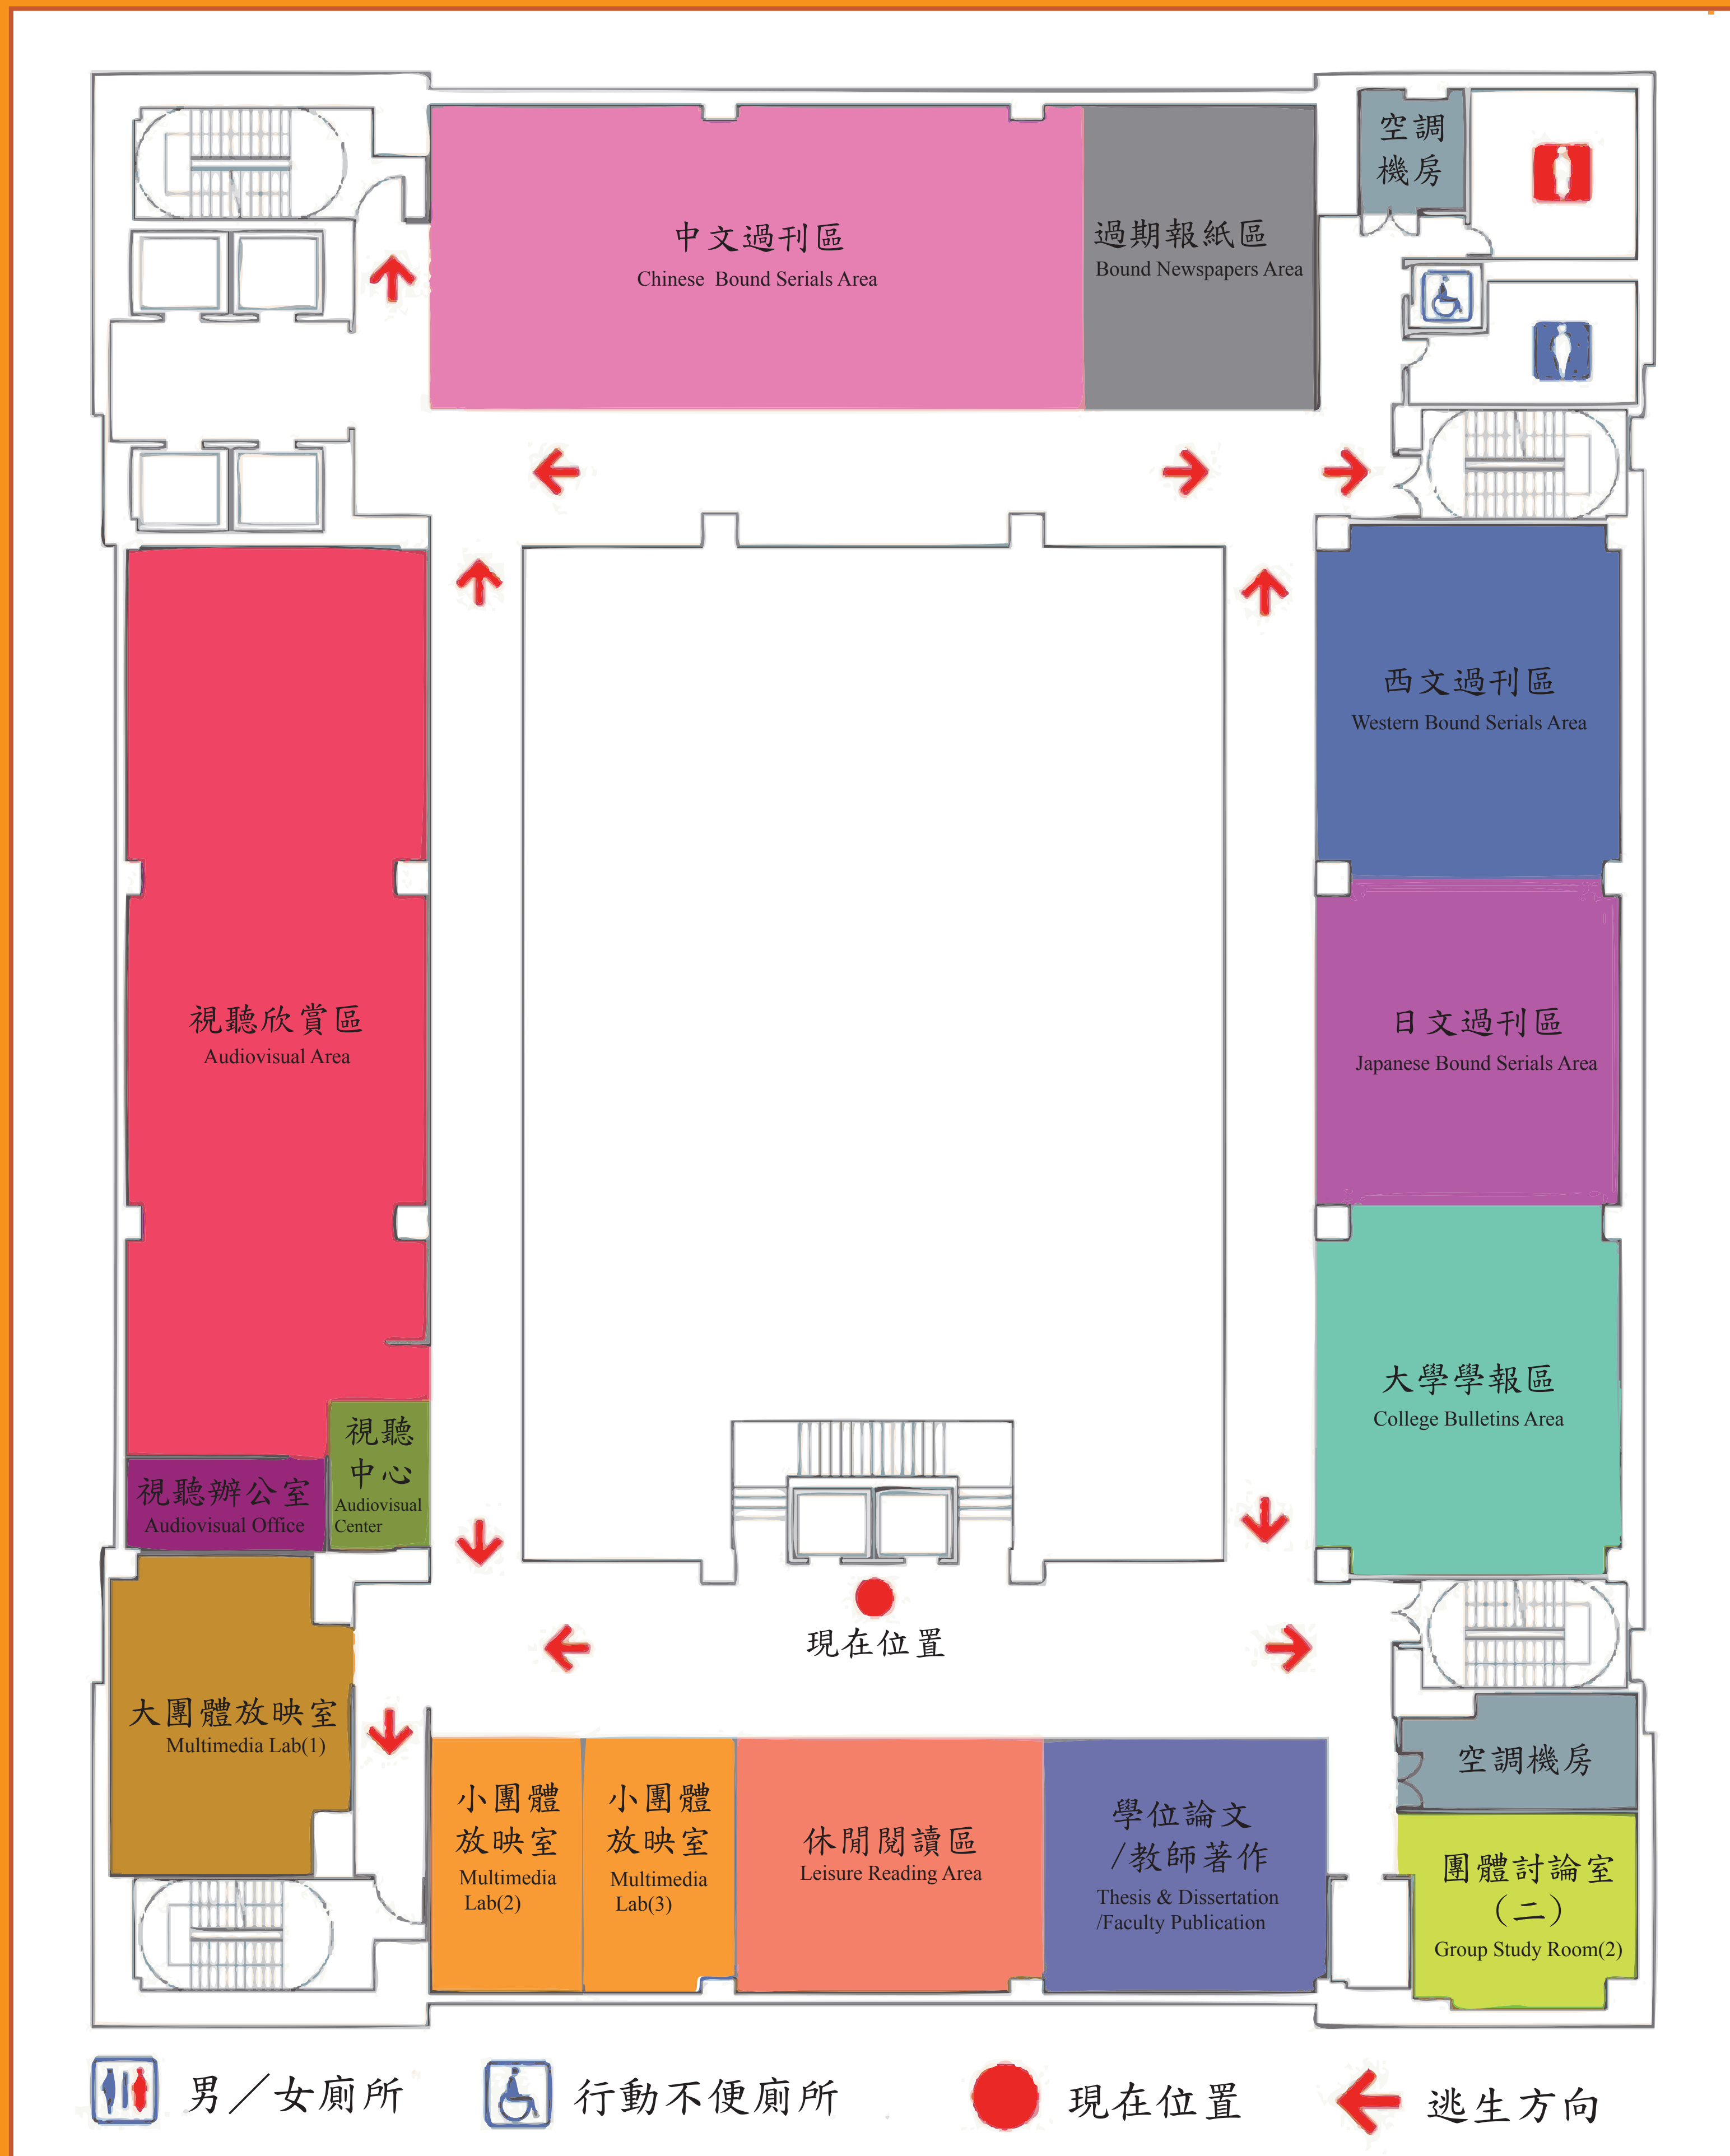 空調
機房
中文過刊區
Chinese Bound Serials Area
過期報紙區
Bound Newspapers Area
西文過刊區
Western Bound Serials Area
視聽欣賞區
Audiovisual Area
日文過刊區
Japanese Bound Serials Area
大學學報區
College Bulletins Area
視聽
中心
Audiovisual
Center
視聽辦公室
Audiovisual Office
現在位置
大團體放映室
Multimedia Lab(1)
小團體
放映室
Multimedia
Lab(2)
小團體
放映室
Multimedia
Lab(3)
休閒閱讀區
Leisure Reading Area
學位論文
/教師著作
Thesis & Dissertation
/Faculty Publication
空調機房
團體討論室
(二)
Group Study Room(2)
男／女廁所
行動不便廁所
現在位置
逃生方向